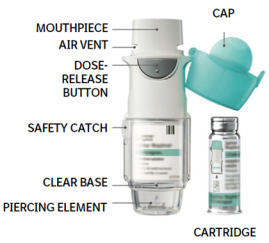 CAP
MOUTHPIECE
AIR VENT
DOSE-
RELEASE
BUTTON
SAFETY CATCH
CLEAR BASE
PIERCING ELEMENT
CARTRIDGE